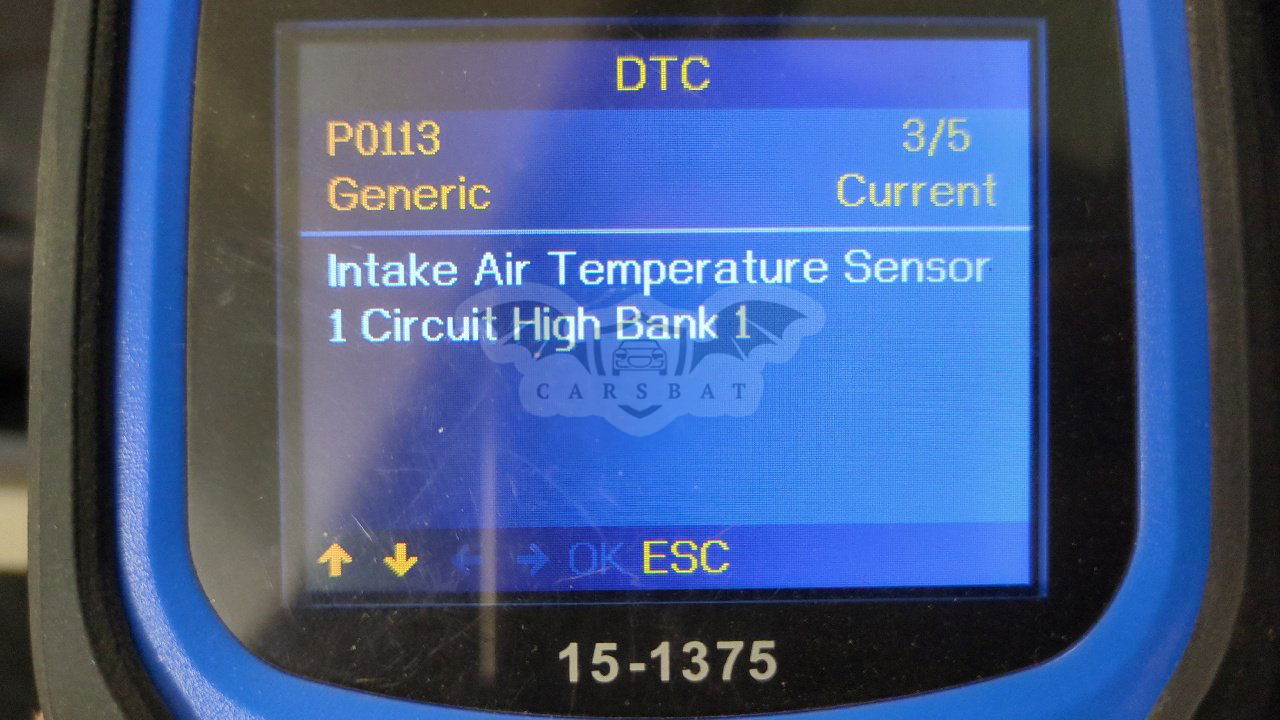 DTC
P0113 3/5
Generic Current
Intake Air Temperature Sensor
1 Circuit High Bank 1
CARSBAT
↑ ↓ ← → OK ESC
15-1375